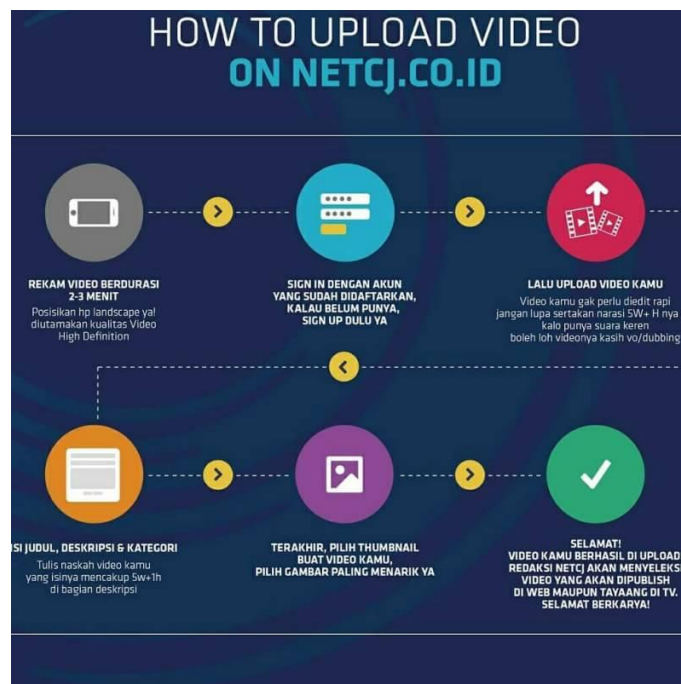 HOW TO UPLOAD VIDEO
ON NETCJ.CO.ID
REKAM VIDEO BERDURASI
2-3 MENIT
Posisikan hp landscape ya!
diutamakan kualitas Video
High Definition
SIGN IN DENGAN AKUN
YANG SUDAH DIDAFTARKAN,
KALAU BELUM PUNYA,
SIGN UP DULU YA
LALU UPLOAD VIDEO KAMU
Video kamu gak perlu diedit rapi
jangan lupa sertakan narasi 5W+ H nya
kalo punya suara keren
boleh loh videonya kasih vo/dubbing
SI JUDUL, DESKRIPSI & KATEGORI
Tulis naskah video kamu
yang isinya mencakup 5w+1h
di bagian deskripsi
TERAKHIR, PILIH THUMBNAIL
BUAT VIDEO KAMU,
PILIH GAMBAR PALING MENARIK YA
SELAMAT!
VIDEO KAMU BERHASIL DI UPLOAD
REDAKSI NETCJ AKAN MENYELEKSI
VIDEO YANG AKAN DIPUBLISH
DI WEB MAUPUN TAYAANG DI TV.
SELAMAT BERKARYA!